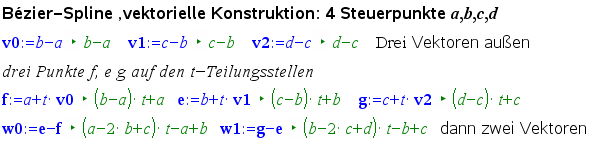 Bézier-Spline ,vektorielle Konstruktion: 4 Steuerpunkte a,b,c,d
v0:=b-a ▸ b-a v1:=c-b ▸ c-b v2:=d-c ▸ d-c Drei Vektoren außen
drei Punkte f, e g auf den t-Teilungsstellen
f:=a+t· v0 ▸ (b-a)· t+a e:=b+t· v1 ▸ (c-b)· t+b g:=c+t· v2 ▸ (d-c)· t+c
w0:=e-f ▸ (a-2· b+c)· t-a+b w1:=g-e ▸ (b-2· c+d)· t-b+c dann zwei Vektoren